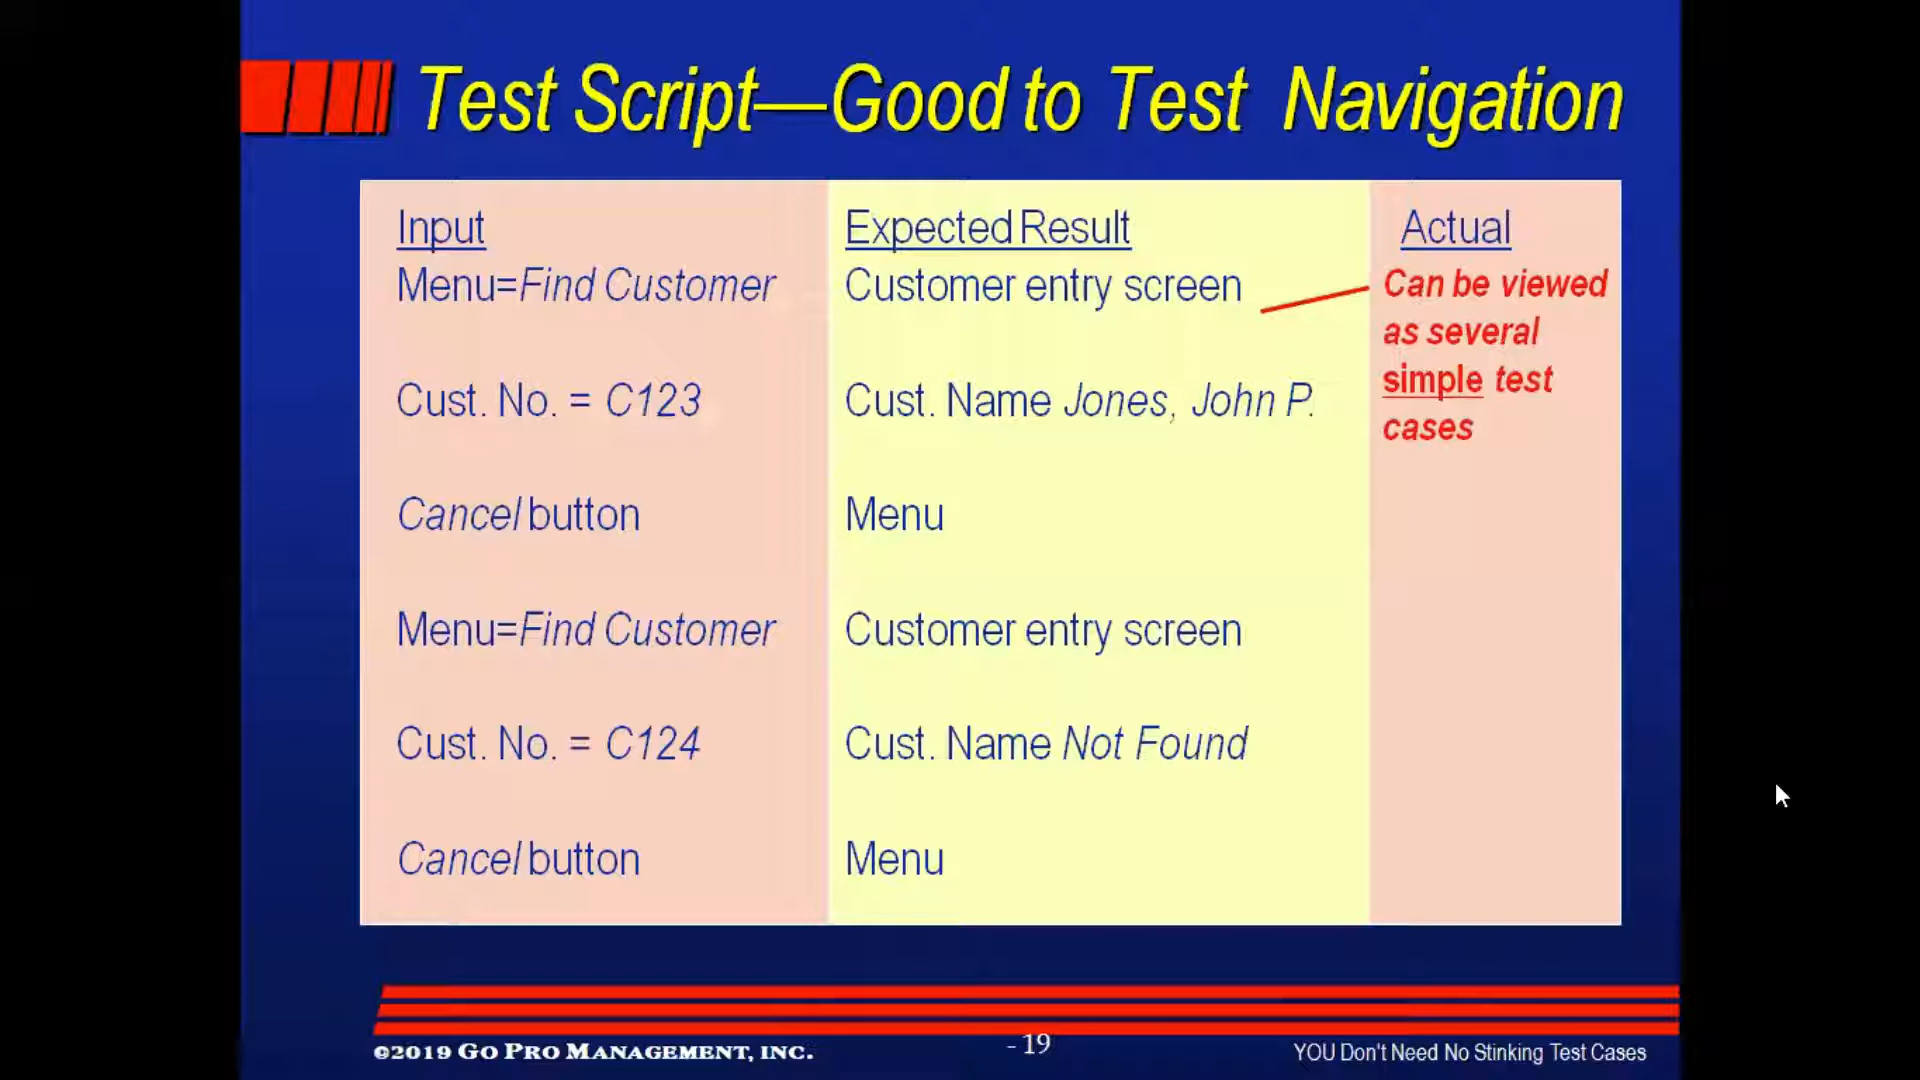 Test Script—Good to Test Navigation
Input Expected Result Actual
Menu=Find Customer Customer entry screen
Can be viewed
as several
simple test
cases
Cust. No. = C123 Cust. Name Jones, John P.
Cancel button Menu
Menu=Find Customer Customer entry screen
Cust. No. = C124 Cust. Name Not Found
Cancel button Menu
©2019 GO PRO MANAGEMENT, INC. - 19 YOU Don't Need No Stinking Test Cases